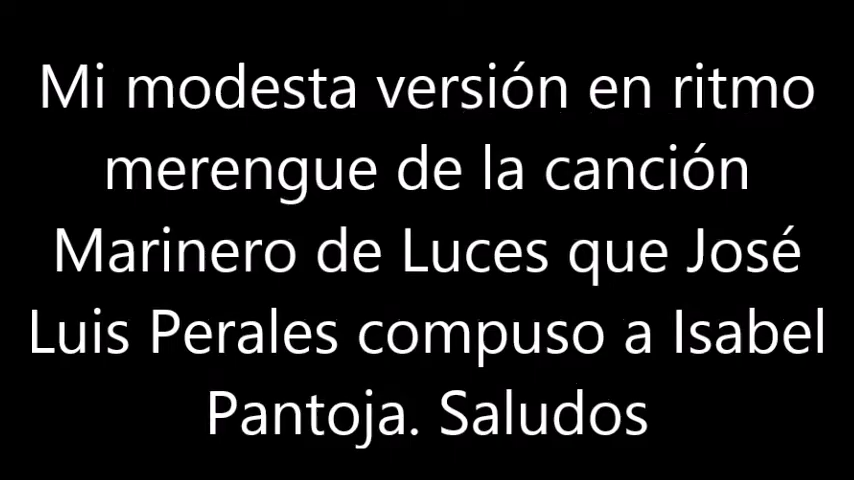 Mi modesta versión en ritmo
merengue de la canción
Marinero de Luces que José
Luis Perales compuso a Isabel
Pantoja. Saludos